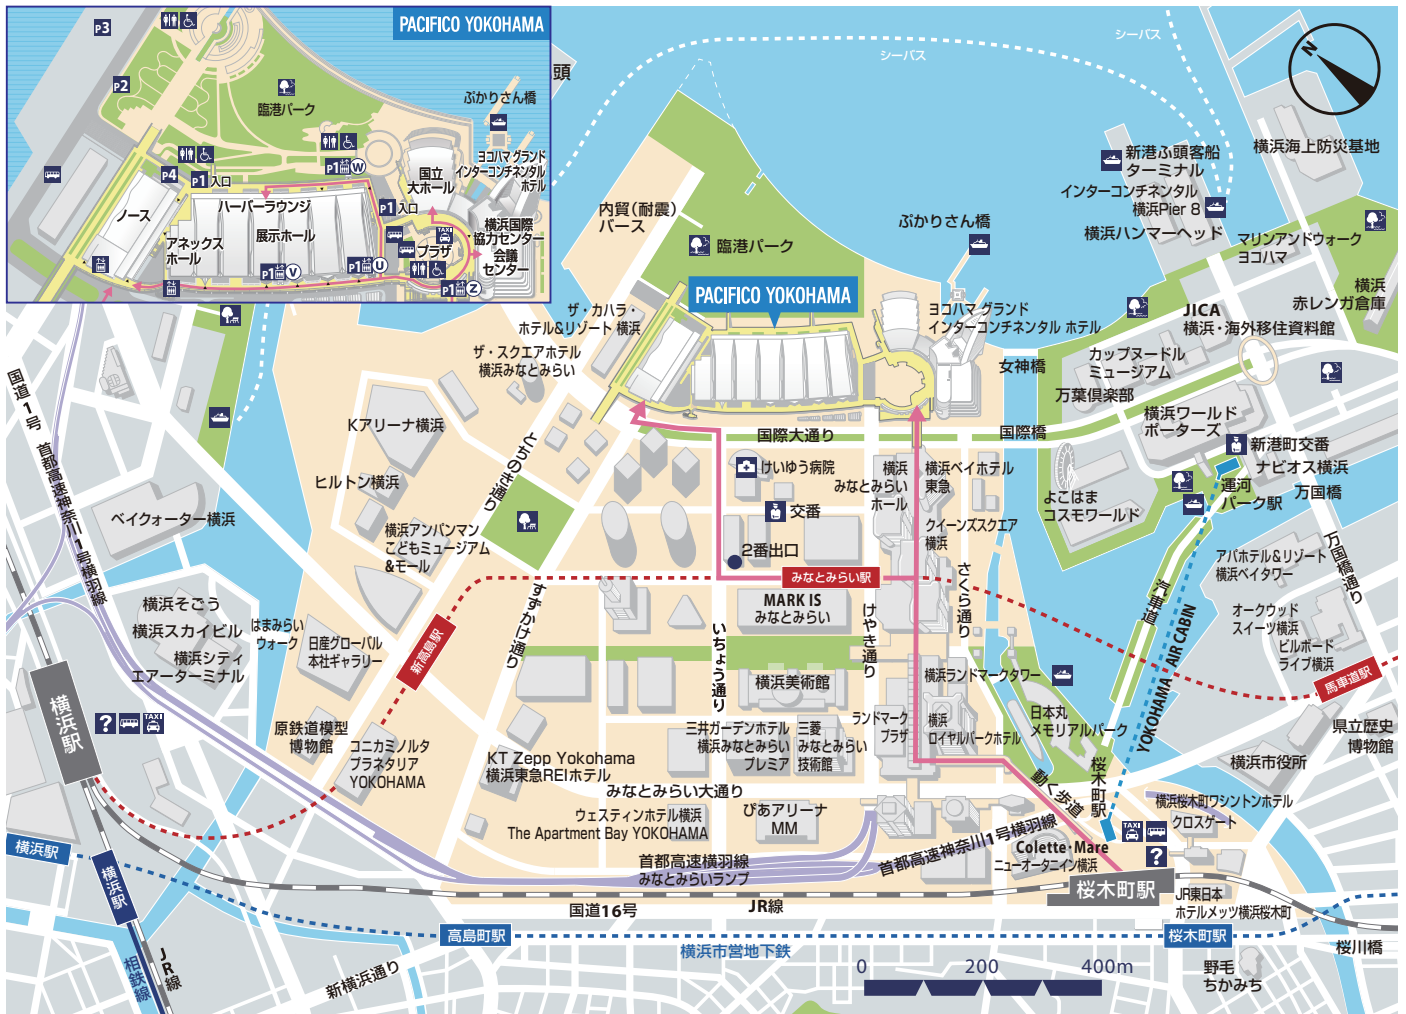 P3
PACIFICO YOKOHAMA
P2
臨港パーク
ぷかりさん橋
頭
P4
P1 入口
P1 W
国立
大ホール
ヨコハマ グランド
インターコンチネンタル
ホテル
ノース
ハーバーラウンジ
P1 入口
アネックス
ホール
展示ホール
TAXI
プラザ
横浜国際
協力センター
会議
センター
P1 V
P1 U
P1 Z
シーバス
シーバス
N
新港ふ頭客船
ターミナル
インターコンチネンタル
横浜Pier 8
横浜ハンマーヘッド
横浜海上防災基地
マリンアンドウォーク
ヨコハマ
横浜
赤レンガ倉庫
内貿(耐震)
バース
臨港パーク
ぷかりさん橋
PACIFICO YOKOHAMA
ザ・カハラ・
ホテル&リゾート 横浜
ザ・スクエアホテル
横浜みなとみらい
ヨコハマ グランド
インターコンチネンタル ホテル
JICA
横浜・海外移住資料館
カップヌードル
ミュージアム
女神橋
万葉倶楽部
横浜ワールド
ポーターズ
国道1号
首都高速神奈川1号横羽線
Kアリーナ横浜
とちのき通り
国際大通り
国際橋
新港町交番
ナビオス横浜
運河
パーク駅
万国橋
ヒルトン横浜
けいゆう病院
横浜
みなとみらい
ホール
横浜ベイホテル
東急
よこはま
コスモワールド
ベイクォーター横浜
横浜アンパンマン
こどもミュージアム
&モール
交番
クイーンズスクエア
横浜
2番出口
万国橋通り
アパホテル&リゾート
横浜ベイタワー
みなとみらい駅
さくら通り
汽車道
すずかけ通り
MARK IS
みなとみらい
けやき通り
いちょう通り
YOKOHAMA AIR CABIN
オークウッド
スイーツ横浜
ビルボード
ライブ横浜
横浜そごう
横浜スカイビル
横浜シティ
エアーターミナル
はまみらい
ウォーク
日産グローバル
本社ギャラリー
新高島駅
横浜美術館
横浜ランドマークタワー
馬車道駅
横浜駅
?
TAXI
原鉄道模型
博物館
コニカミノルタ
プラネタリア
YOKOHAMA
三井ガーデンホテル
横浜みなとみらい
プレミア
三菱
みなとみらい
技術館
ランドマーク
プラザ
横浜
ロイヤルパークホテル
日本丸
メモリアルパーク
県立歴史
博物館
KT Zepp Yokohama
横浜東急REIホテル
横浜市役所
みなとみらい大通り
動く歩道
桜木町駅
ウェスティンホテル横浜
The Apartment Bay YOKOHAMA
ぴあアリーナ
MM
横浜桜木町ワシントンホテル
クロスゲート
TAXI
?
Colette・Mare
ニューオータニイン横浜
首都高速神奈川1号横羽線
横浜駅
横浜駅
首都高速横羽線
みなとみらいランプ
桜木町駅
JR東日本
ホテルメッツ横浜桜木町
国道16号
JR線
高島町駅
横浜市営地下鉄
桜木町駅
桜川橋
相鉄線
JR線
新横浜通り
0 200 400m
野毛
ちかみち